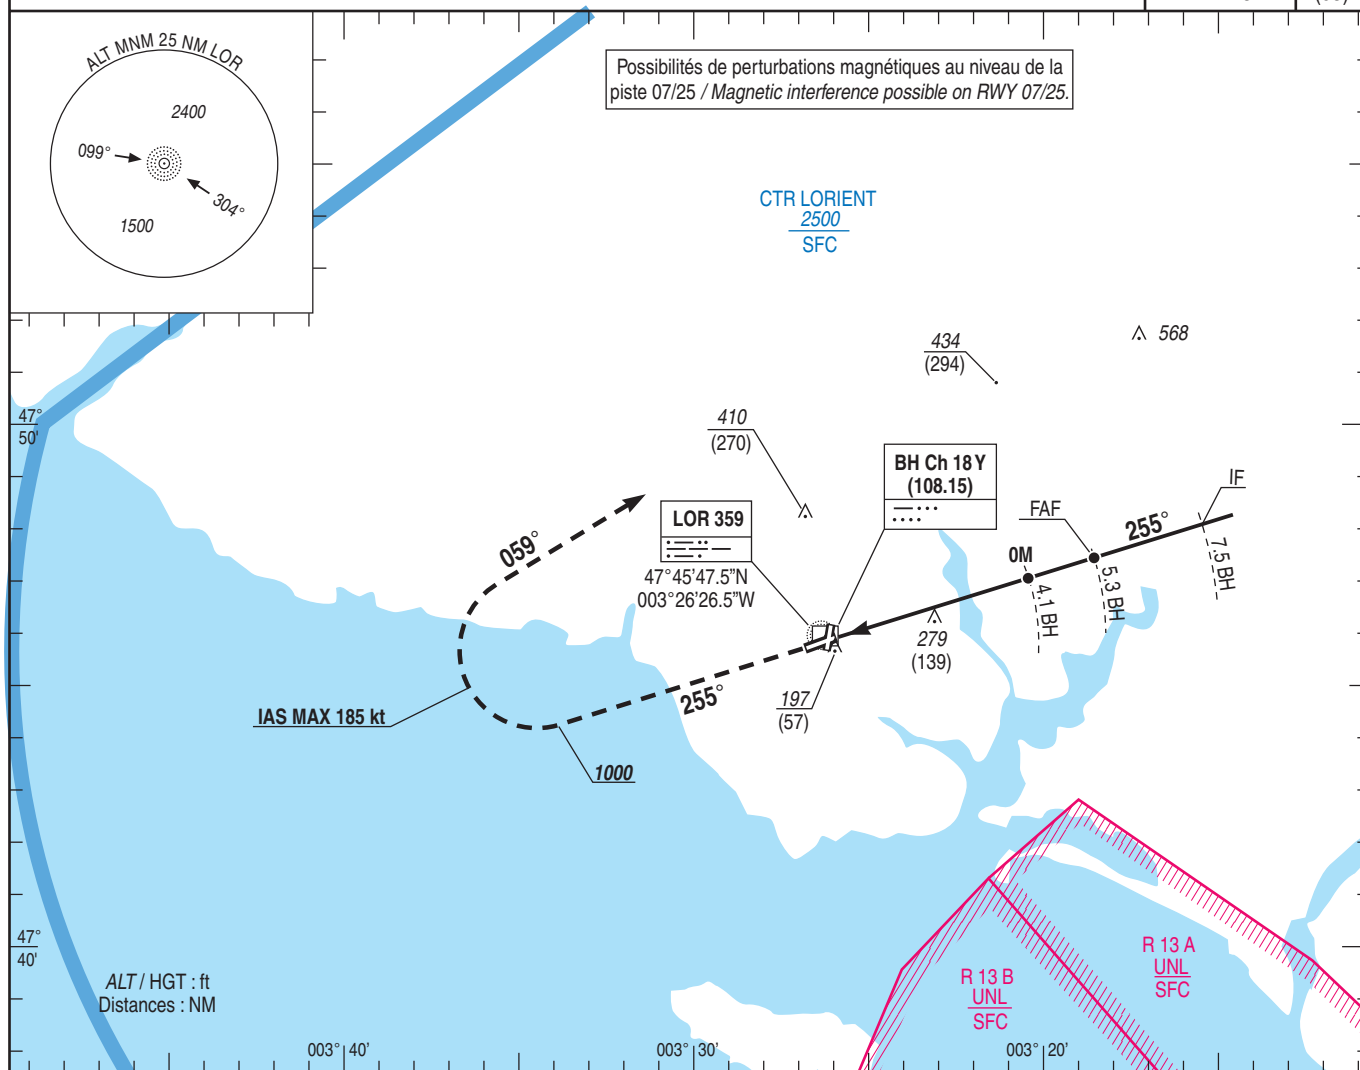 ALT MNM 25 NM LOR
2400
099°
304°
1500
Possibilités de perturbations magnétiques au niveau de la
piste 07/25 / Magnetic interference possible on RWY 07/25.
CTR LORIENT
2500
SFC
568
434
(294)
47°
50'
410
(270)
BH Ch 18Y
(108.15)
IF
FAF
255°
LOR 359
47°45'47.5"N
003°26'26.5"W
059°
0M
7.5 BH
5.3 BH
4.1 BH
279
(139)
197
(57)
255°
IAS MAX 185 kt
1000
47°
40'
R 13 A
UNL
SFC
R 13 B
UNL
SFC
ALT / HGT : ft
Distances : NM
003° 40'
003° 30'
003° 20'